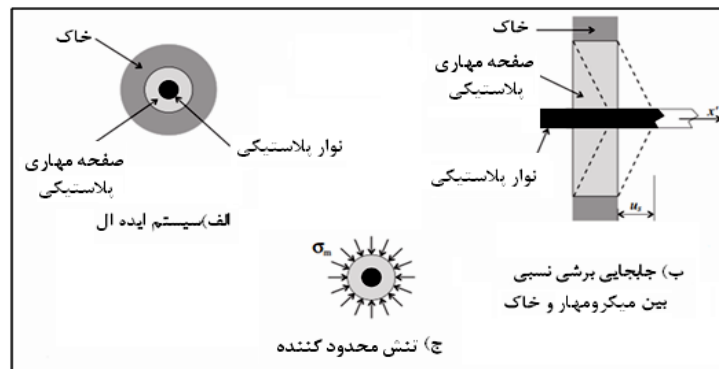 خاک
صفحه مهاری
پلاستیکی
نوار پلاستیکی
x'
u_s
ب) جابجایی برشی نسبی
بین میکرومهار و خاک
خاک
نوار پلاستیکی
صفحه مهاری
پلاستیکی
الف)سیستم ایده ال
σm
ج) تنش محدود کننده